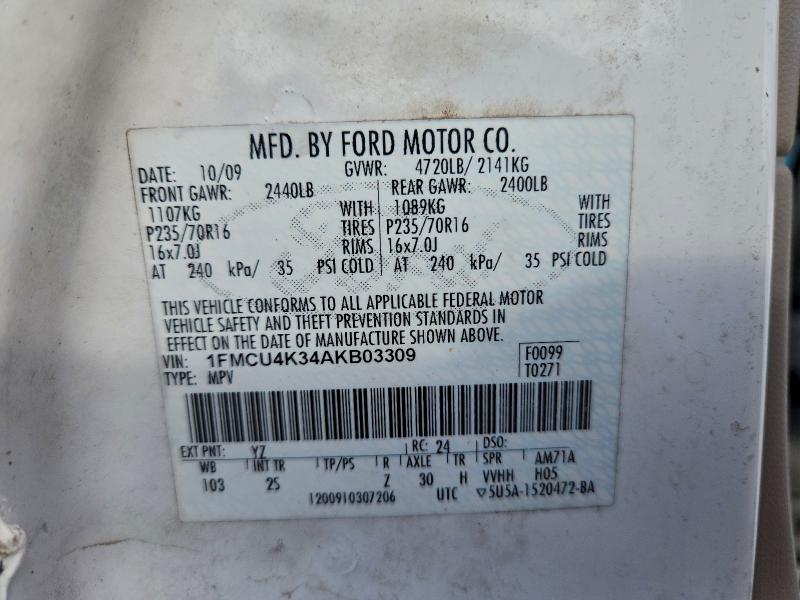 MFD. BY FORD MOTOR CO.
DATE: 10/09 GVWR: 4720LB/ 2141KG
FRONT GAWR: 2440LB REAR GAWR: 2400LB
1107KG WITH 1089KG WITH
P235/70R16 TIRES P235/70R16 TIRES
16x7.0J RIMS 16x7.0J RIMS
AT 240 kPa/ 35 PSI COLD AT 240 kPa/ 35 PSI COLD
THIS VEHICLE CONFORMS TO ALL APPLICABLE FEDERAL MOTOR
VEHICLE SAFETY AND THEFT PREVENTION STANDARDS IN
EFFECT ON THE DATE OF MANUFACTURE SHOWN ABOVE.
VIN: 1FMCU4K34AKB03309 F0099
TYPE: MPV T0271
EXT PNT: YZ RC: 24 DSO:
WB INT TR TP/PS R AXLE TR SPR AM71A
103 2S Z 30 H VVHH H05
1200910307206 UTC ▽5U5A-1520472-BA